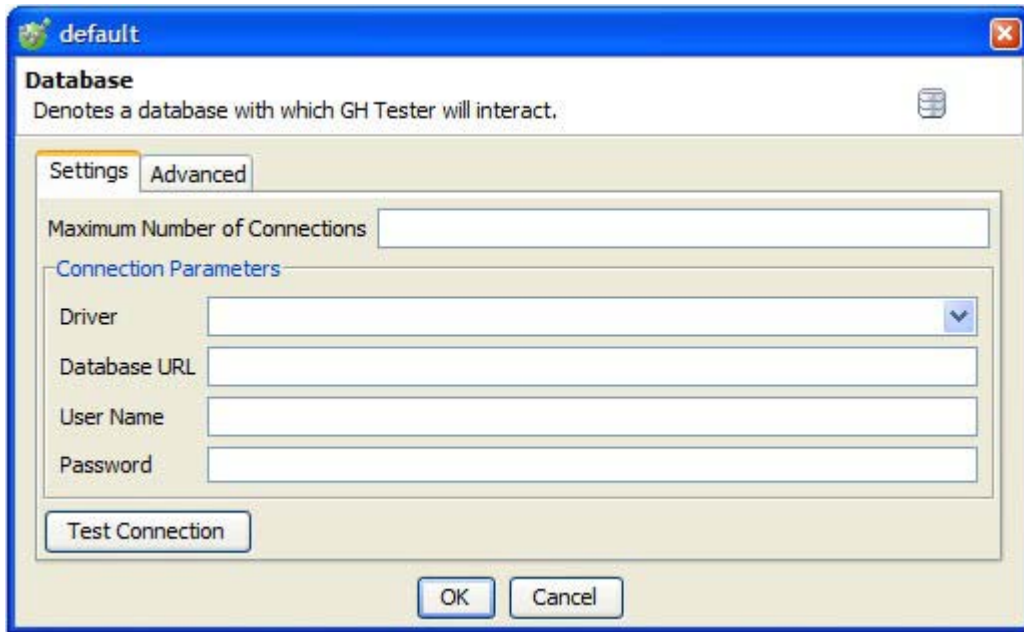 default
Database
Denotes a database with which GH Tester will interact.
Settings Advanced
Maximum Number of Connections
Connection Parameters
Driver
Database URL
User Name
Password
Test Connection
OK Cancel